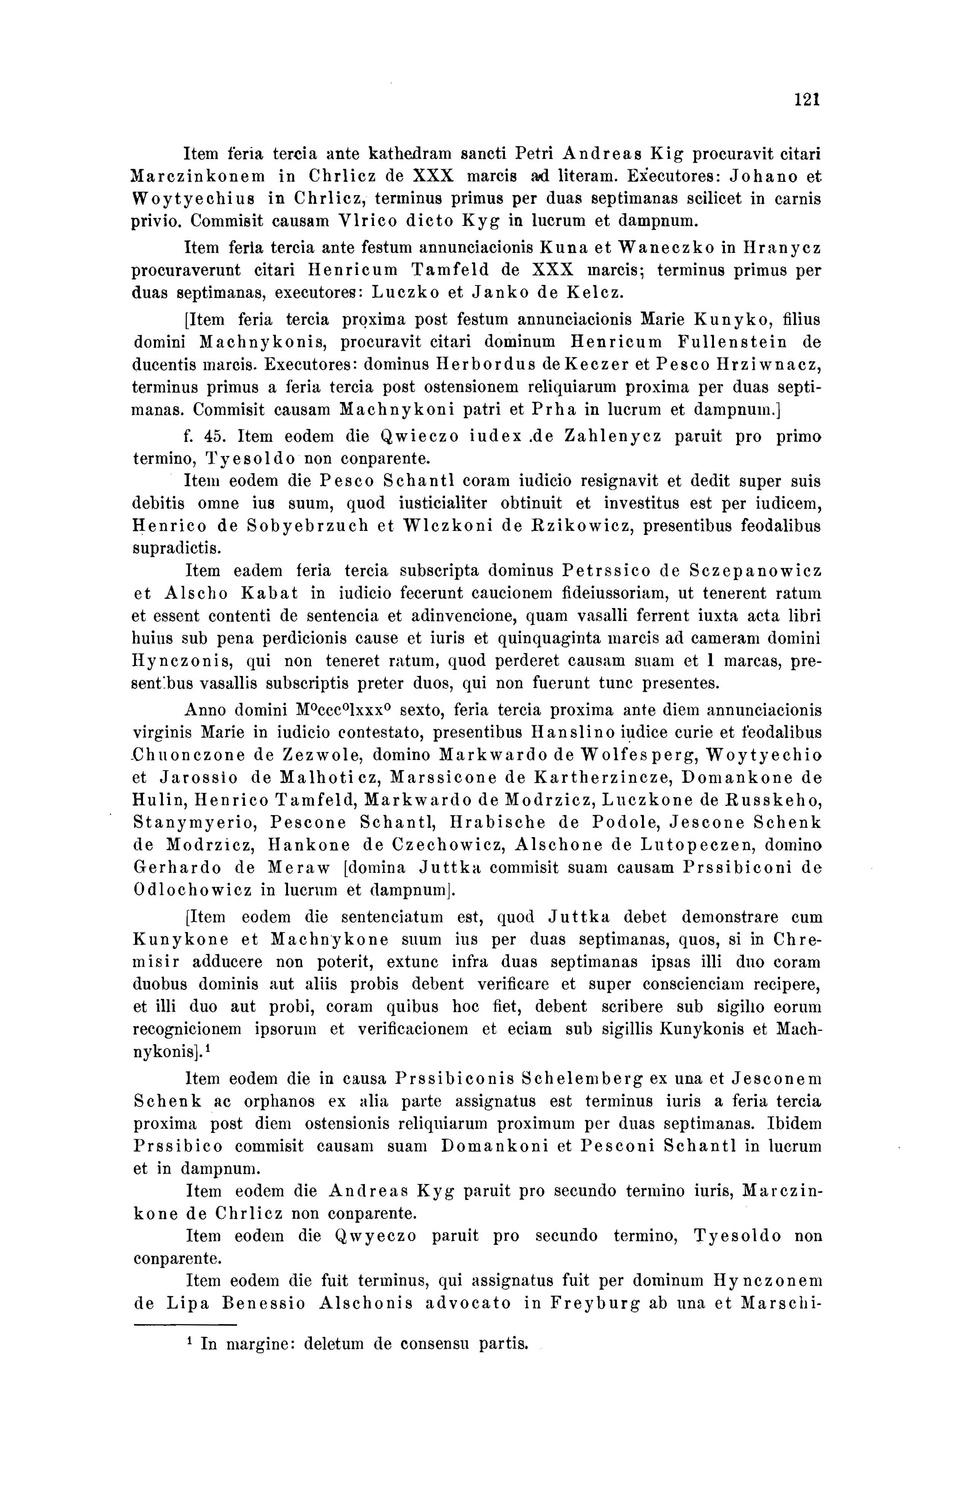 121
Item feria tercia ante kathedram sancti Petri Andreas Kig procuravit citari
Marczinkonem in Chrlicz de XXX marcis ad literam. Executores: Johano et
Woytyechius in Chrlicz, terminus primus per duas septimanas scilicet in carnis
privio. Commisit causam Vlrico dicto Kyg in lucrum et dampnum.
Item feria tercia ante festum annunciacionis Kuna et Waneczko in Hranycz
procuraverunt citari Henricum Tamfeld de XXX marcis; terminus primus per
duas septimanas, executores: Luczko et Janko de Kelcz.
[Item feria tercia proxima post festum annunciacionis Marie Kunyko, filius
domini Machnykonis, procuravit citari dominum Henricum Fullenstein de
ducentis marcis. Executores: dominus Herbordus de Keczer et Pesco Hrziwnacz,
terminus primus a feria tercia post ostensionem reliquiarum proxima per duas septi-
manas. Commisit causam Machnykoni patri et Prha in lucrum et dampnum.]
f. 45. Item eodem die Qwieczo iudex .de Zahlenycz paruit pro primo
termino, Tyesoldo non conparente.
Item eodem die Pesco Schantl coram iudicio resignavit et dedit super suis
debitis omne ius suum, quod iusticialiter obtinuit et investitus est per iudicem,
Henrico de Sobyebrzuch et Wlczkoni de Rzikowicz, presentibus feodalibus
supradictis.
Item eadem feria tercia subscripta dominus Petrssico de Sczepanowicz
et Alscho Kabat in iudicio fecerunt caucionem fideiussoriam, ut tenerent ratum
et essent contenti de sentencia et adinvencione, quam vasalli ferrent iuxta acta libri
huius sub pena perdicionis cause et iuris et quinquaginta marcis ad cameram domini
Hynczonis, qui non teneret ratum, quod perderet causam suam et l marcas, pre-
sentibus vasallis subscriptis preter duos, qui non fuerunt tunc presentes.
Anno domini M⁰ccc⁰lxxx⁰ sexto, feria tercia proxima ante diem annunciacionis
virginis Marie in iudicio contestato, presentibus Hanslino iudice curie et feodalibus
Chuonczone de Zezwole, domino Markwardo de Wolfesperg, Woytyechio
et Jarossio de Malhoticz, Marssicone de Kartherzincze, Domankone de
Hulin, Henrico Tamfeld, Markwardo de Modrzicz, Luczkone de Russkeho,
Stanymyerio, Pescone Schantl, Hrabische de Podole, Jescone Schenk
de Modrzicz, Hankone de Czechowicz, Alschone de Lutopeczen, domino
Gerhardo de Meraw [domina Juttka commisit suam causam Prssibiconi de
Odlochowicz in lucrum et dampnum].
[Item eodem die sentenciatum est, quod Juttka debet demonstrare cum
Kunykone et Machnykone suum ius per duas septimanas, quos, si in Chre-
misir adducere non poterit, extunc infra duas septimanas ipsas illi duo coram
duobus dominis aut aliis probis debent verificare et super conscienciam recipere,
et illi duo aut probi, coram quibus hoc fiet, debent scribere sub sigillo eorum
recognicionem ipsorum et verificacionem et eciam sub sigillis Kunykonis et Mach-
nykonis].¹
Item eodem die in causa Prssibiconis Schelemberg ex una et Jesconem
Schenk ac orphanos ex alia parte assignatus est terminus iuris a feria tercia
proxima post diem ostensionis reliquiarum proximum per duas septimanas. Ibidem
Prssibico commisit causam suam Domankoni et Pesconi Schantl in lucrum
et in dampnum.
Item eodem die Andreas Kyg paruit pro secundo termino iuris, Marczin-
kone de Chrlicz non conparente.
Item eodem die Qwyeczo paruit pro secundo termino, Tyesoldo non
conparente.
Item eodem die fuit terminus, qui assignatus fuit per dominum Hynczonem
de Lipa Benessio Alschonis advocato in Freyburg ab una et Marschi-
¹ In margine: deletum de consensu partis.